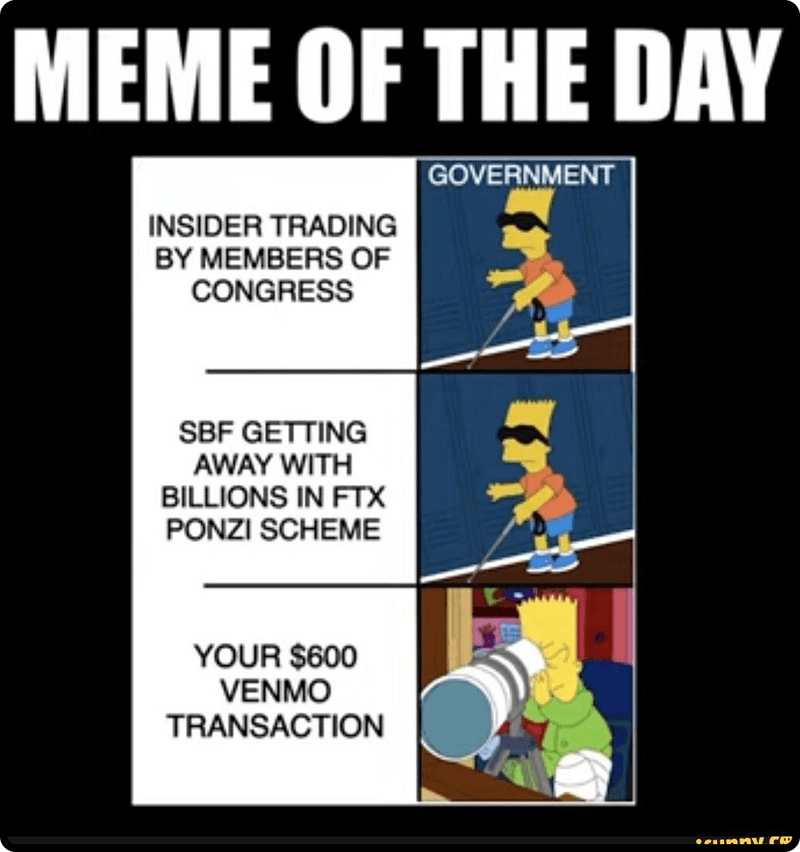 MEME OF THE DAY
GOVERNMENT
INSIDER TRADING
BY MEMBERS OF
CONGRESS
SBF GETTING
AWAY WITH
BILLIONS IN FTX
PONZI SCHEME
YOUR $600
VENMO
TRANSACTION